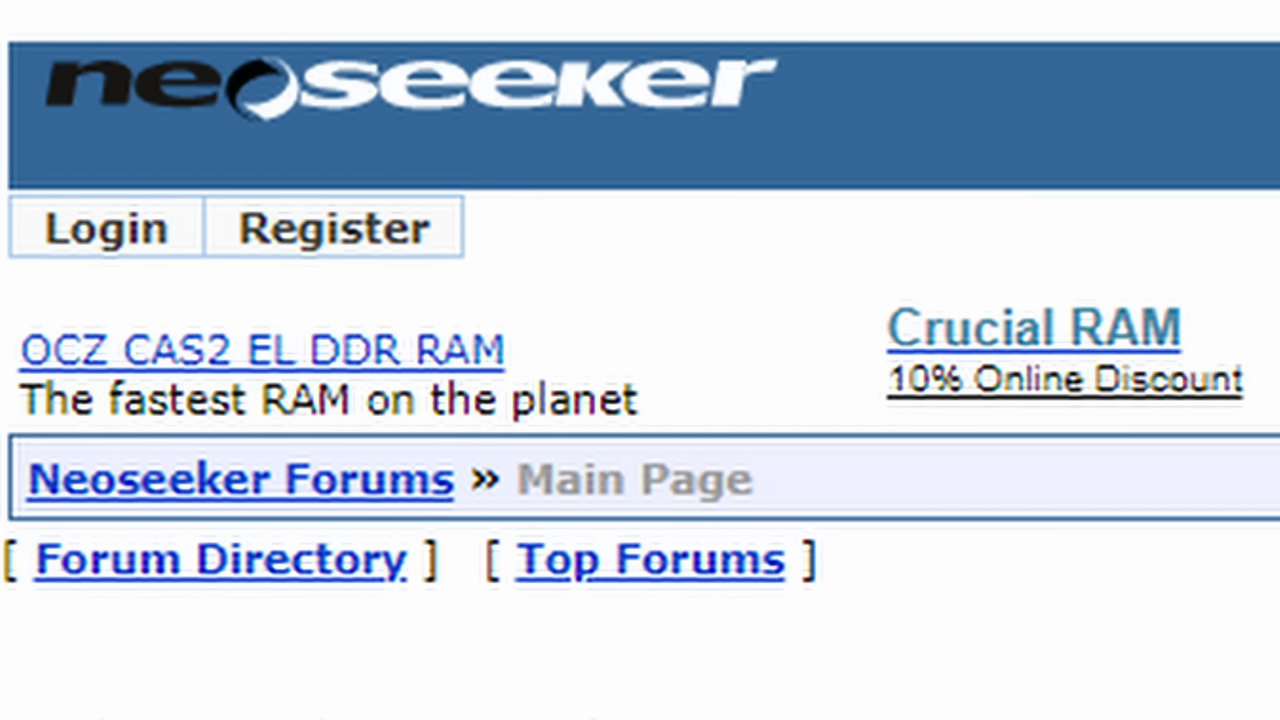 neoseeker
Login Register
OCZ CAS2 EL DDR RAM
The fastest RAM on the planet
Crucial RAM
10% Online Discount
Neoseeker Forums » Main Page
[ Forum Directory ] [ Top Forums ]